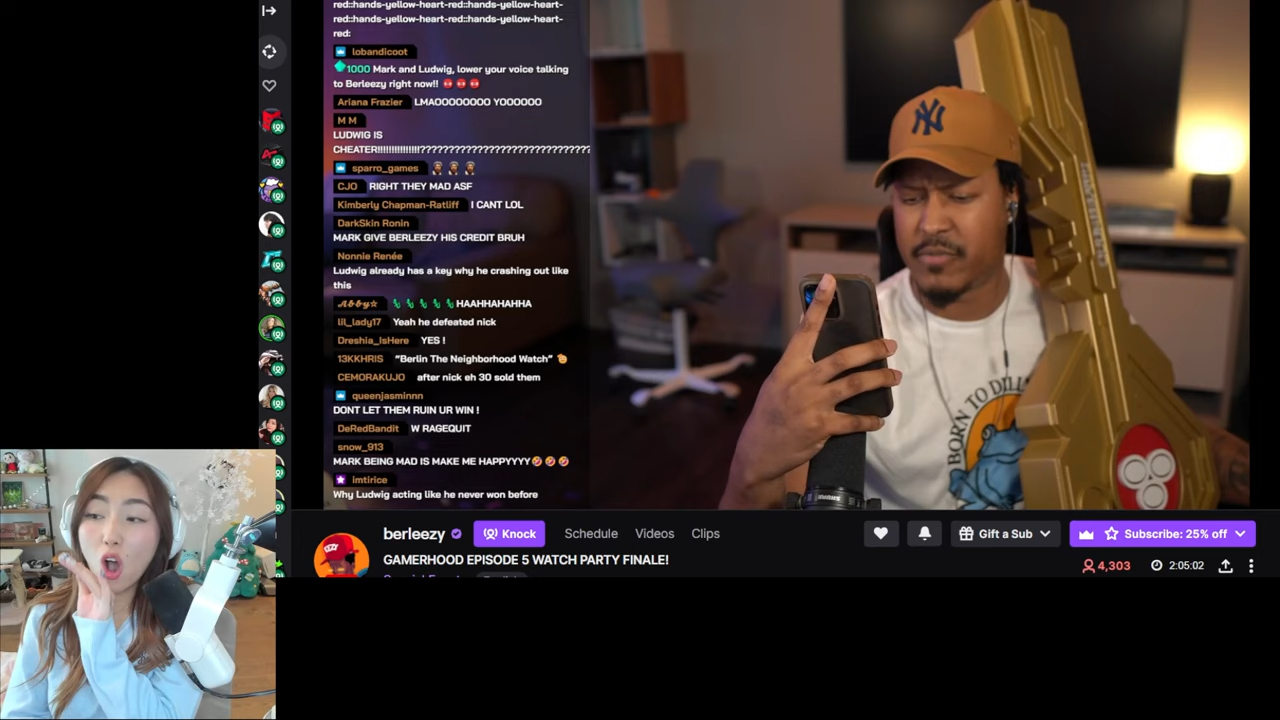 red::hands-yellow-heart-red::hands-yellow-heart-
red::hands-yellow-heart-red::hands-yellow-heart-
red:
lobandicoot
1000 Mark and Ludwig, lower your voice talking
to Berleezy right now!!
Ariana Frazier LMAOOOOOOOO YOOOOOO
M M
LUDWIG IS
CHEATER!!!!!!!!!!!!!!!????????????????????????????
sparro_games
CJO RIGHT THEY MAD ASF
Kimberly Chapman-Ratliff I CANT LOL
DarkSkin Ronin
MARK GIVE BERLEEZY HIS CREDIT BRUH
Nonnie Renée
Ludwig already has a key why he crashing out like
this
𝓐𝓫𝓫𝔂☆ HAAHHAHAHHA
lil_lady17 Yeah he defeated nick
Dreshia_IsHere YES !
13KKHRIS “Berlin The Neighborhood Watch”
CEMORAKUJO after nick eh 30 sold them
queenjasminnn
DONT LET THEM RUIN UR WIN !
DeRedBandit W RAGEQUIT
snow_913
MARK BEING MAD IS MAKE ME HAPPYYYY🤣🤣🤣
imtirice
Why Ludwig acting like he never won before
NY
BORN TO DILL
berleezy Knock Schedule Videos Clips Gift a Sub Subscribe: 25% off
GAMERHOOD EPISODE 5 WATCH PARTY FINALE!
4,303 2:05:02